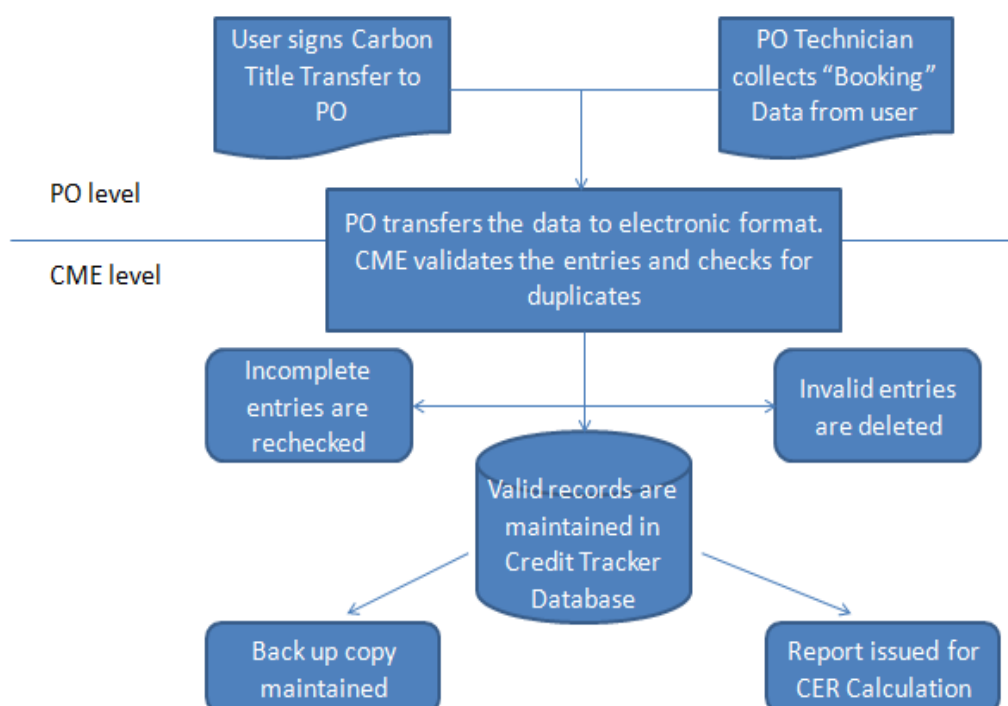 User signs Carbon
Title Transfer to
PO
PO Technician
collects “Booking”
Data from user
PO level
PO transfers the data to electronic format.
CME validates the entries and checks for
duplicates
CME level
Incomplete
entries are
rechecked
Invalid entries
are deleted
Valid records are
maintained in
Credit Tracker
Database
Back up copy
maintained
Report issued for
CER Calculation